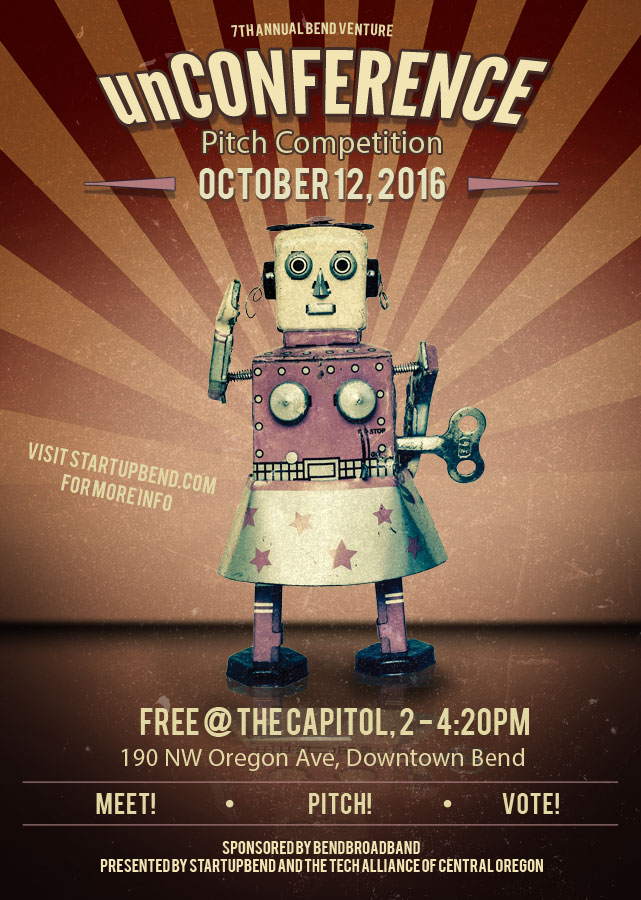 7TH ANNUAL BEND VENTURE
unCONFERENCE
Pitch Competition
OCTOBER 12, 2016
STOP
VISIT STARTUPBEND.COM
FOR MORE INFO
FREE @ THE CAPITOL, 2 - 4:20PM
190 NW Oregon Ave, Downtown Bend
MEET! • PITCH! • VOTE!
SPONSORED BY BENDBROADBAND
PRESENTED BY STARTUPBEND AND THE TECH ALLIANCE OF CENTRAL OREGON